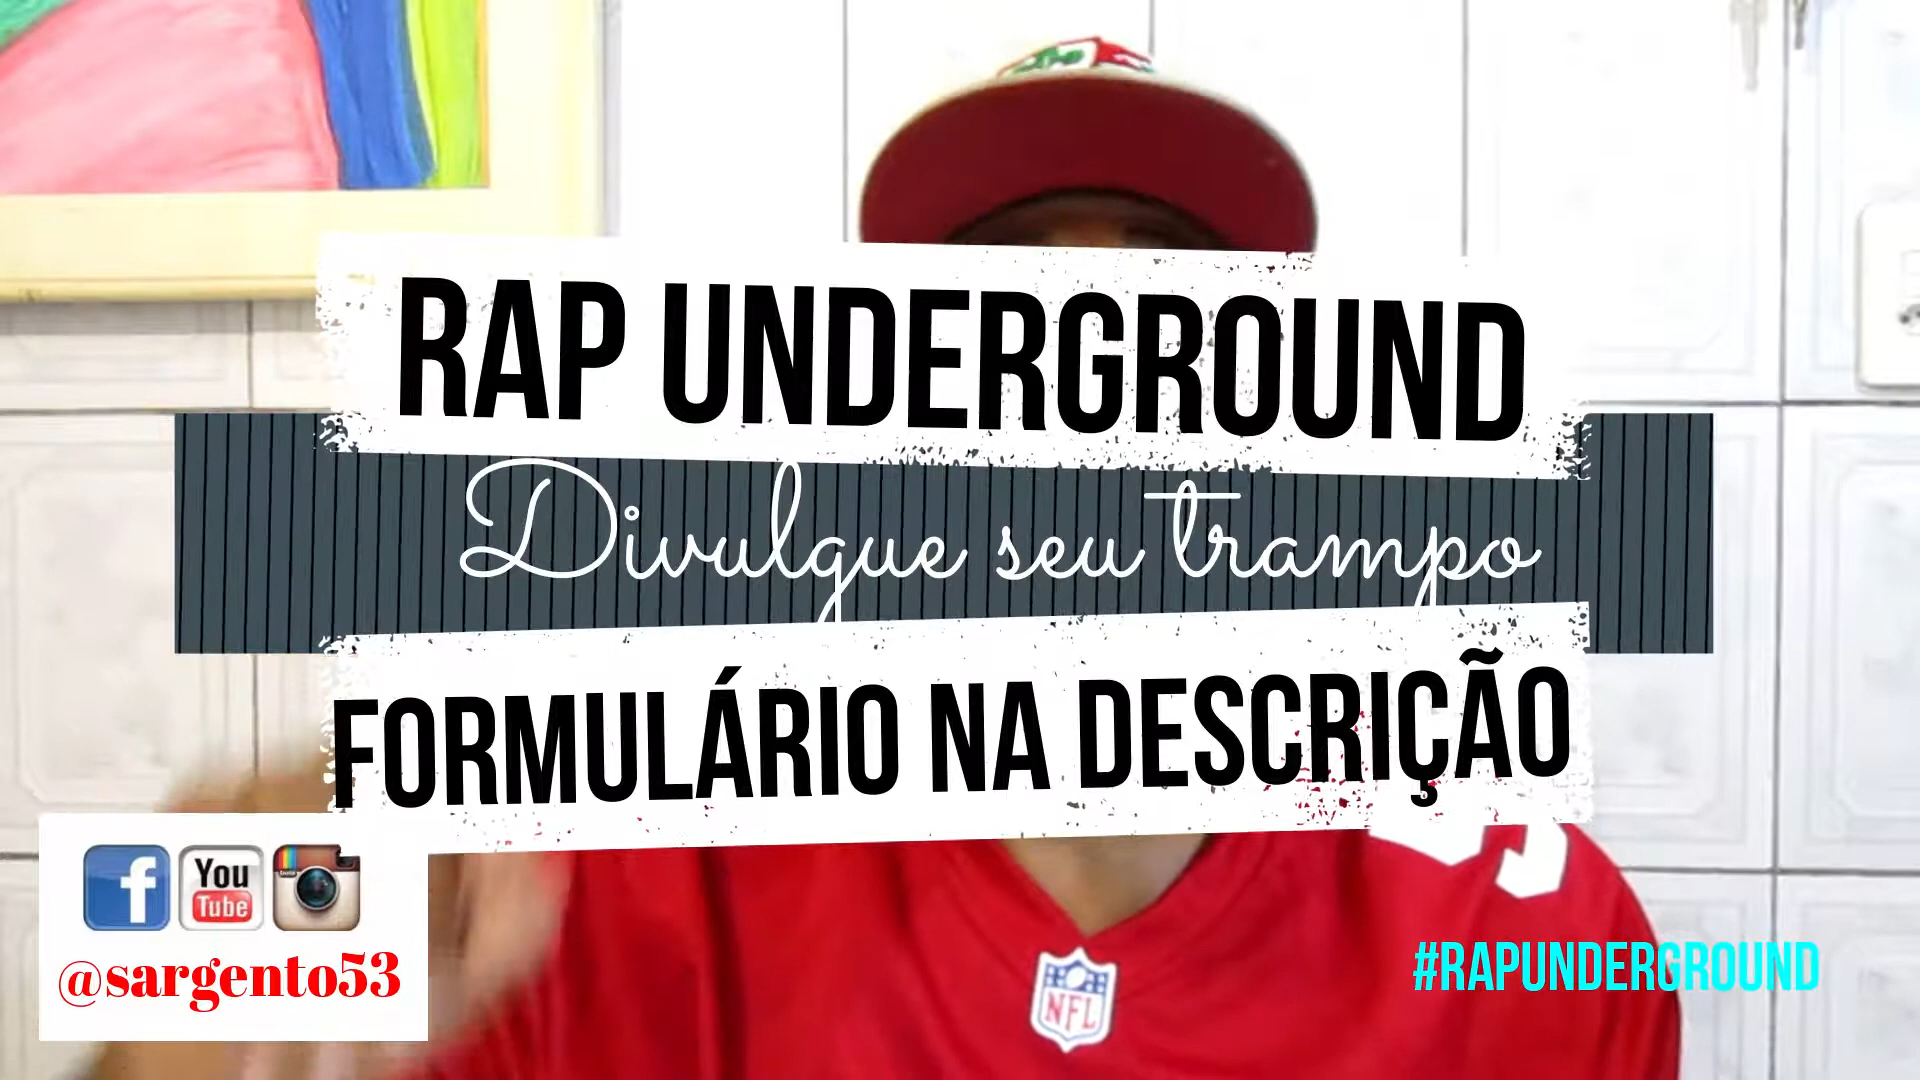 RAP UNDERGROUND
Divulgue seu trampo
FORMULÁRIO NA DESCRIÇÃO
You
Tube
@sargento53
#RAPUNDERGROUND
NFL